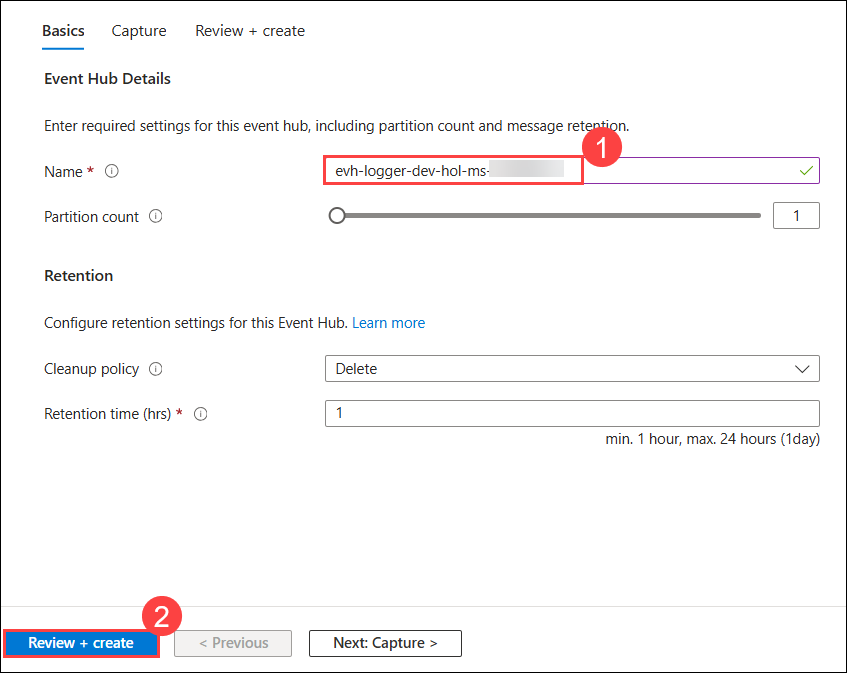 Basics Capture Review + create
Event Hub Details
Enter required settings for this event hub, including partition count and message retention.
1
Name * evh-logger-dev-hol-ms-
Partition count 1
Retention
Configure retention settings for this Event Hub. Learn more
Cleanup policy Delete
Retention time (hrs) * 1
min. 1 hour, max. 24 hours (1day)
2
Review + create < Previous Next: Capture >